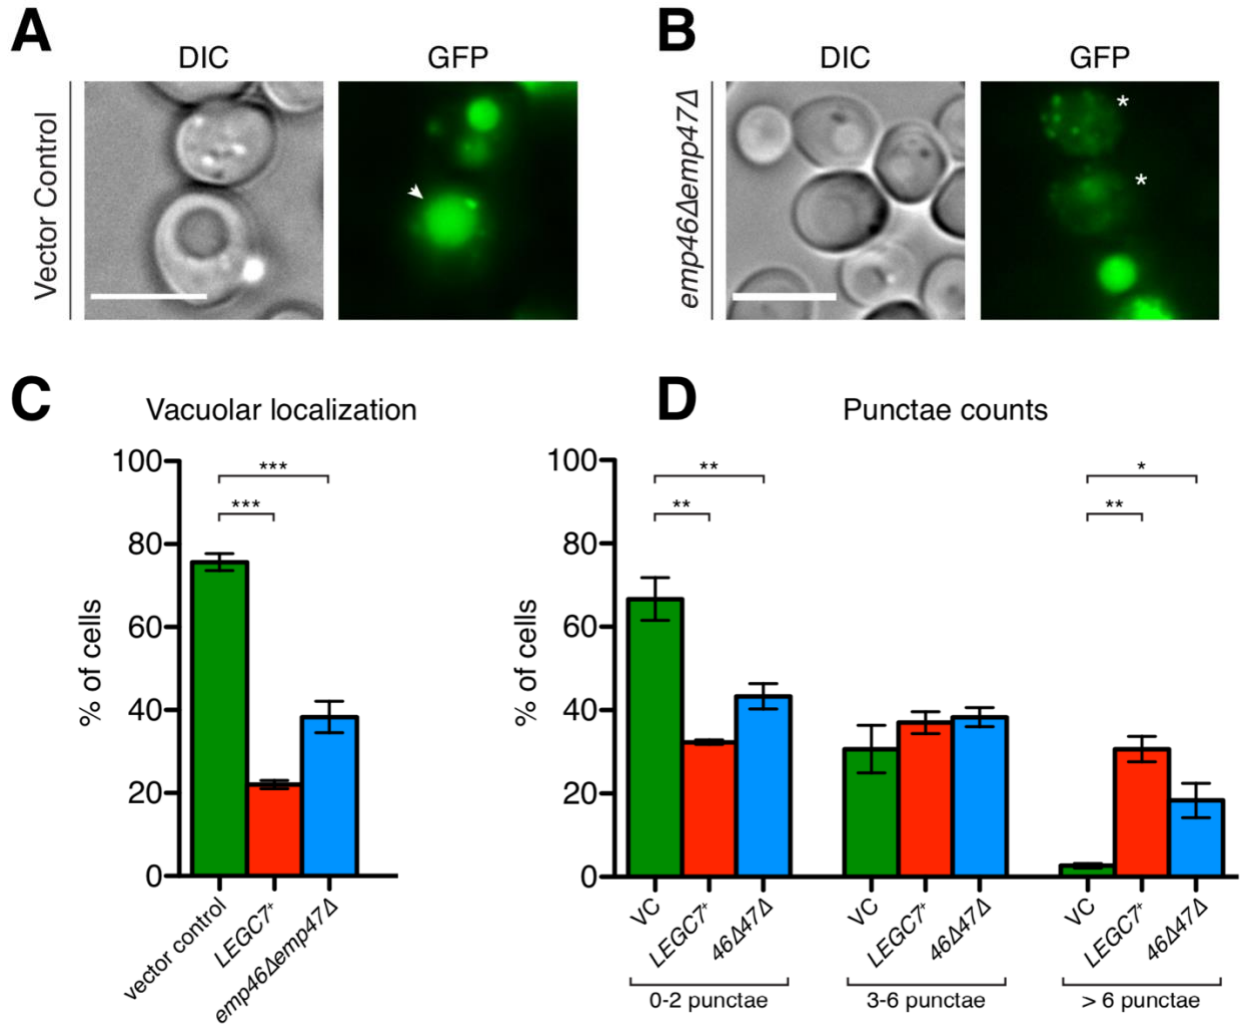 A
B
DIC
GFP
DIC
GFP
Vector Control
emp46Δemp47Δ
*
*
C
Vacuolar localization
D
Punctae counts
100
80
60
40
20
0
% of cells
***
***
vector control
LEGC7⁺
emp46Δemp47Δ
100
80
60
40
20
0
% of cells
**
**
*
**
VC
LEGC7⁺
46Δ47Δ
VC
LEGC7⁺
46Δ47Δ
VC
LEGC7⁺
46Δ47Δ
0-2 punctae
3-6 punctae
> 6 punctae